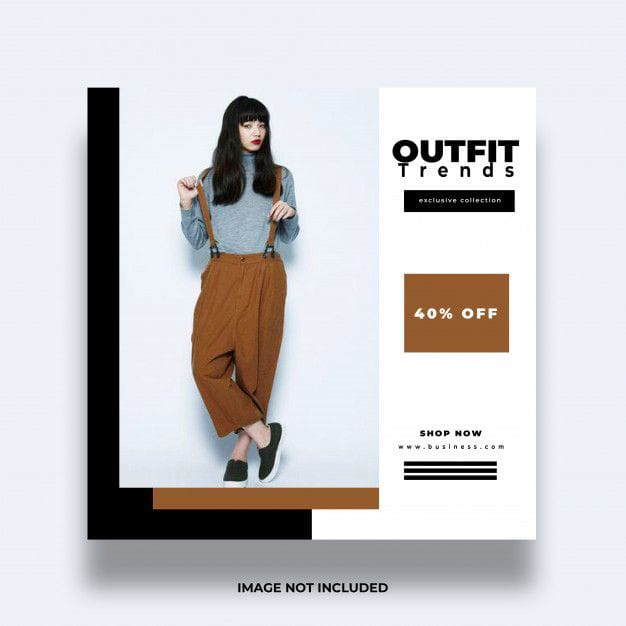 OUTFIT
Trends
exclusive collection
40% OFF
SHOP NOW
www.business.com
IMAGE NOT INCLUDED